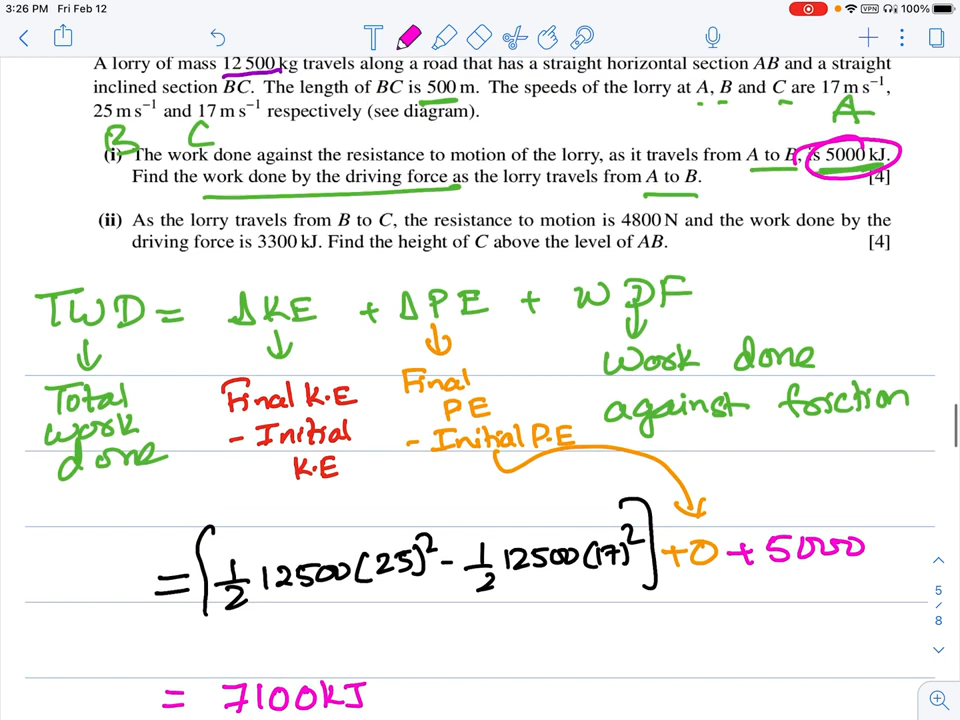 3:26 PM Fri Feb 12
VPN
100%
A lorry of mass 12 500 kg travels along a road that has a straight horizontal section AB and a straight
inclined section BC. The length of BC is 500 m. The speeds of the lorry at A, B and C are 17 m s⁻¹,
25 m s⁻¹ and 17 m s⁻¹ respectively (see diagram).
A
B C
(i) The work done against the resistance to motion of the lorry, as it travels from A to B, is 5000 kJ.
Find the work done by the driving force as the lorry travels from A to B. [4]
(ii) As the lorry travels from B to C, the resistance to motion is 4800 N and the work done by the
driving force is 3300 kJ. Find the height of C above the level of AB. [4]
TWD = Δ KE + Δ PE + WDF
Total work done
Final K.E - Initial K.E
Final PE - Initial P.E
Work done against friction
= [½ 12500(25)² - ½ 12500(17)²] + 0 + 5000
= 7100KJ
5
/
8